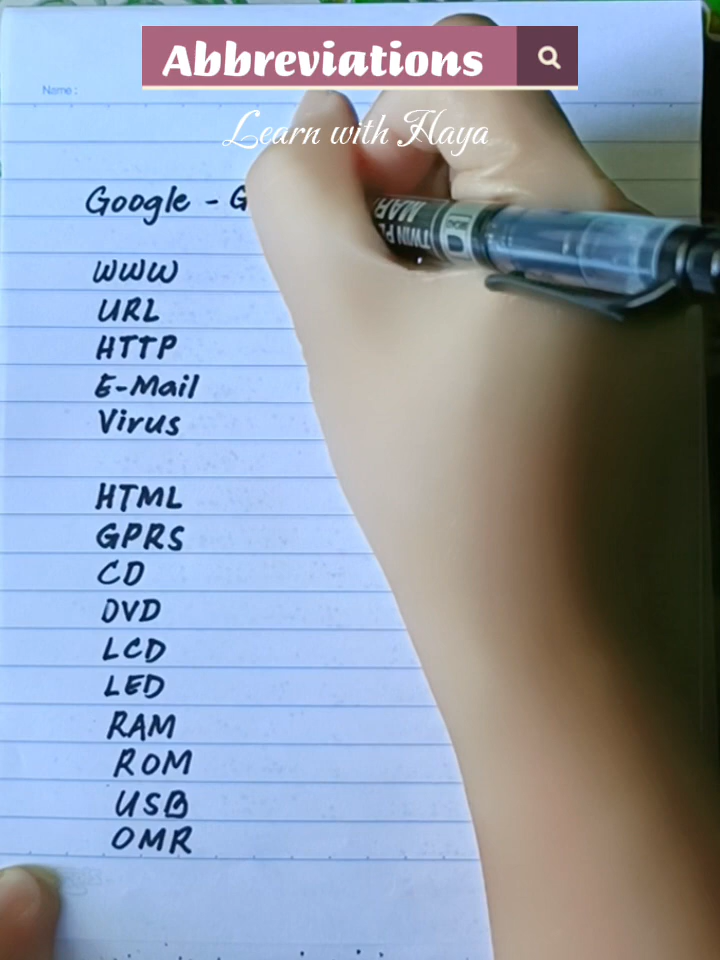 Abbreviations
Learn with Haya
Name:
Google - G
WWW
URL
HTTP
E-Mail
Virus
HTML
GPRS
CD
DVD
LCD
LED
RAM
ROM
USB
OMR